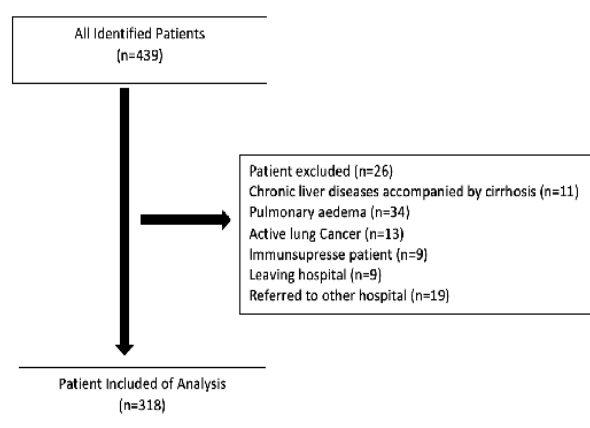 All Identified Patients
(n=439)
Patient excluded (n=26)
Chronic liver diseases accompanied by cirrhosis (n=11)
Pulmonary aedema (n=34)
Active lung Cancer (n=13)
Immunsupresse patient (n=9)
Leaving hospital (n=9)
Referred to other hospital (n=19)
Patient Included of Analysis
(n=318)